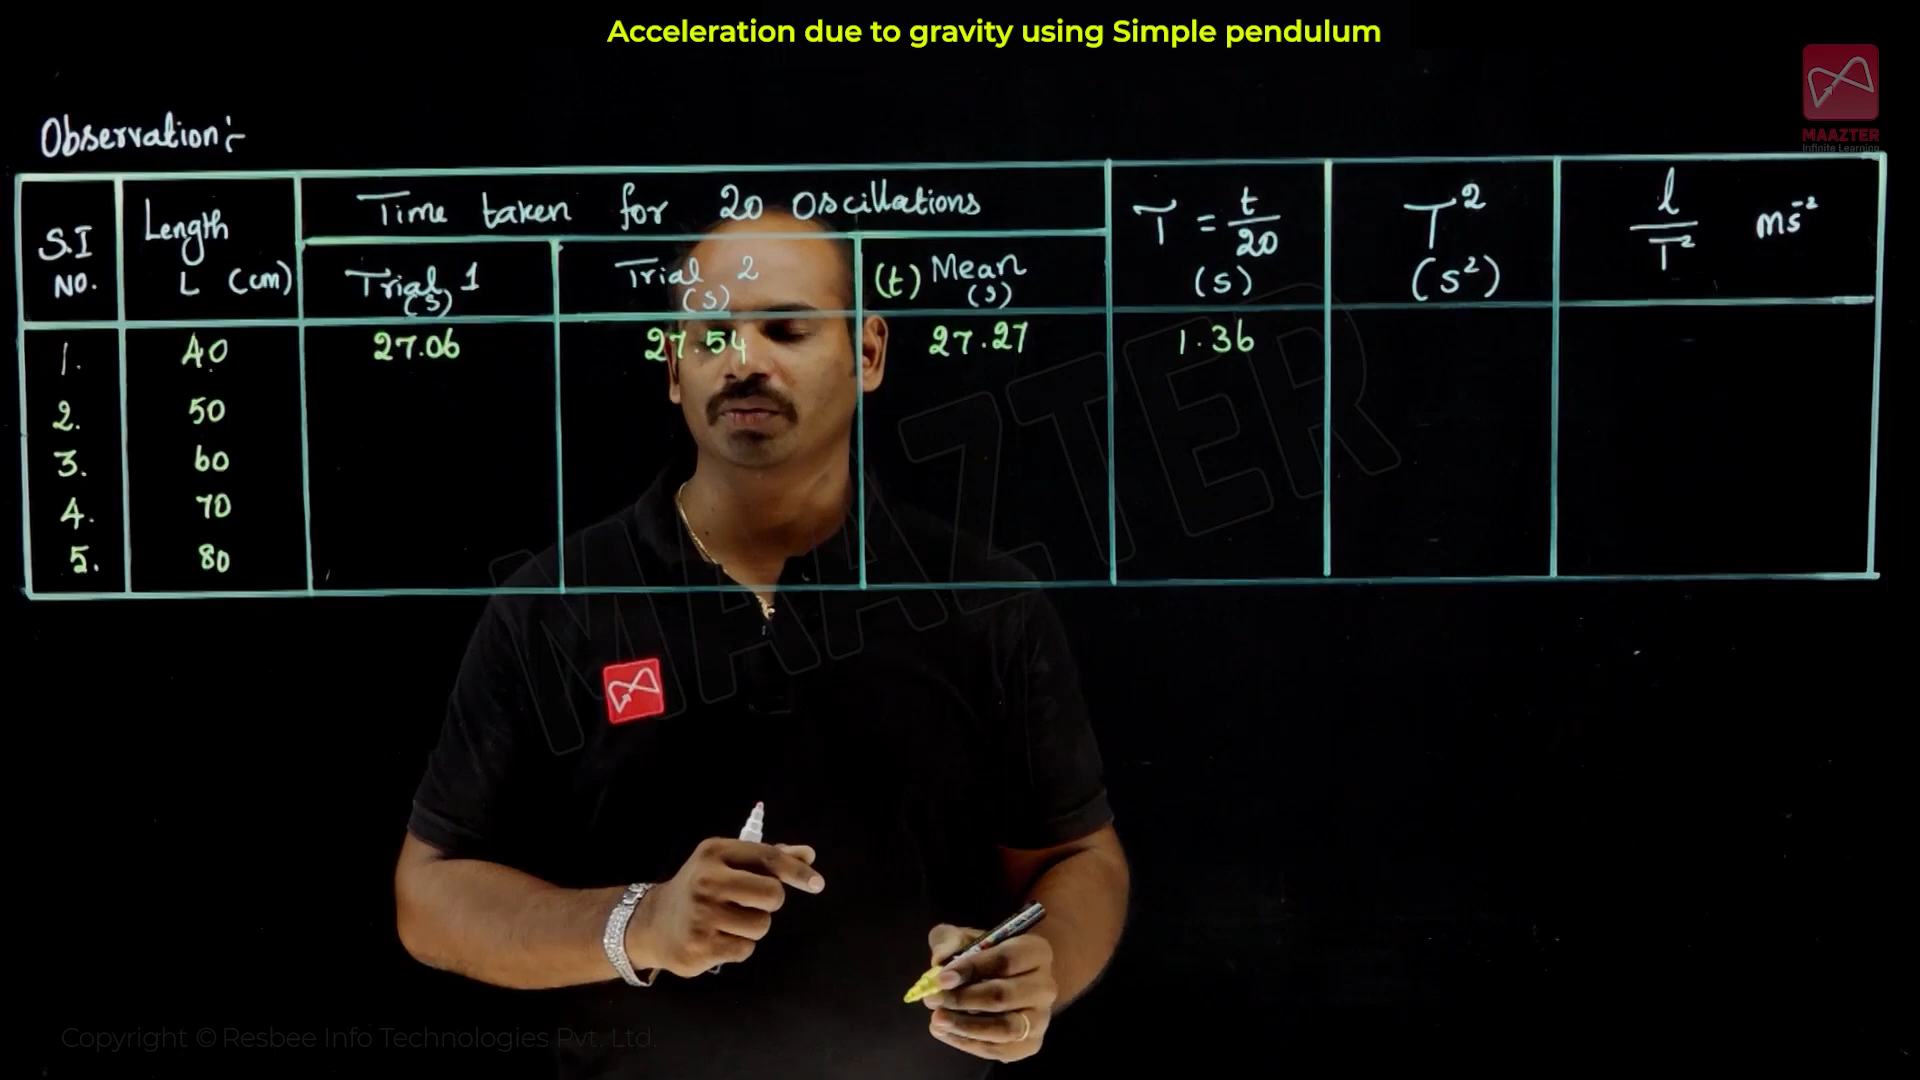 Acceleration due to gravity using Simple pendulum
MAAZTER
Infinite Learning
Observation:-
S.I NO.
Length L (cm)
Time taken for 20 oscillations
Trial 1 (s)
Trial 2 (s)
(t) Mean (s)
T = t/20 (s)
T² (s²)
l/T² ms⁻²
1. 40 27.06 27.54 27.27 1.36
2. 50
3. 60
4. 70
5. 80
MAAZTER
Copyright © Resbee Info Technologies Pvt. Ltd.